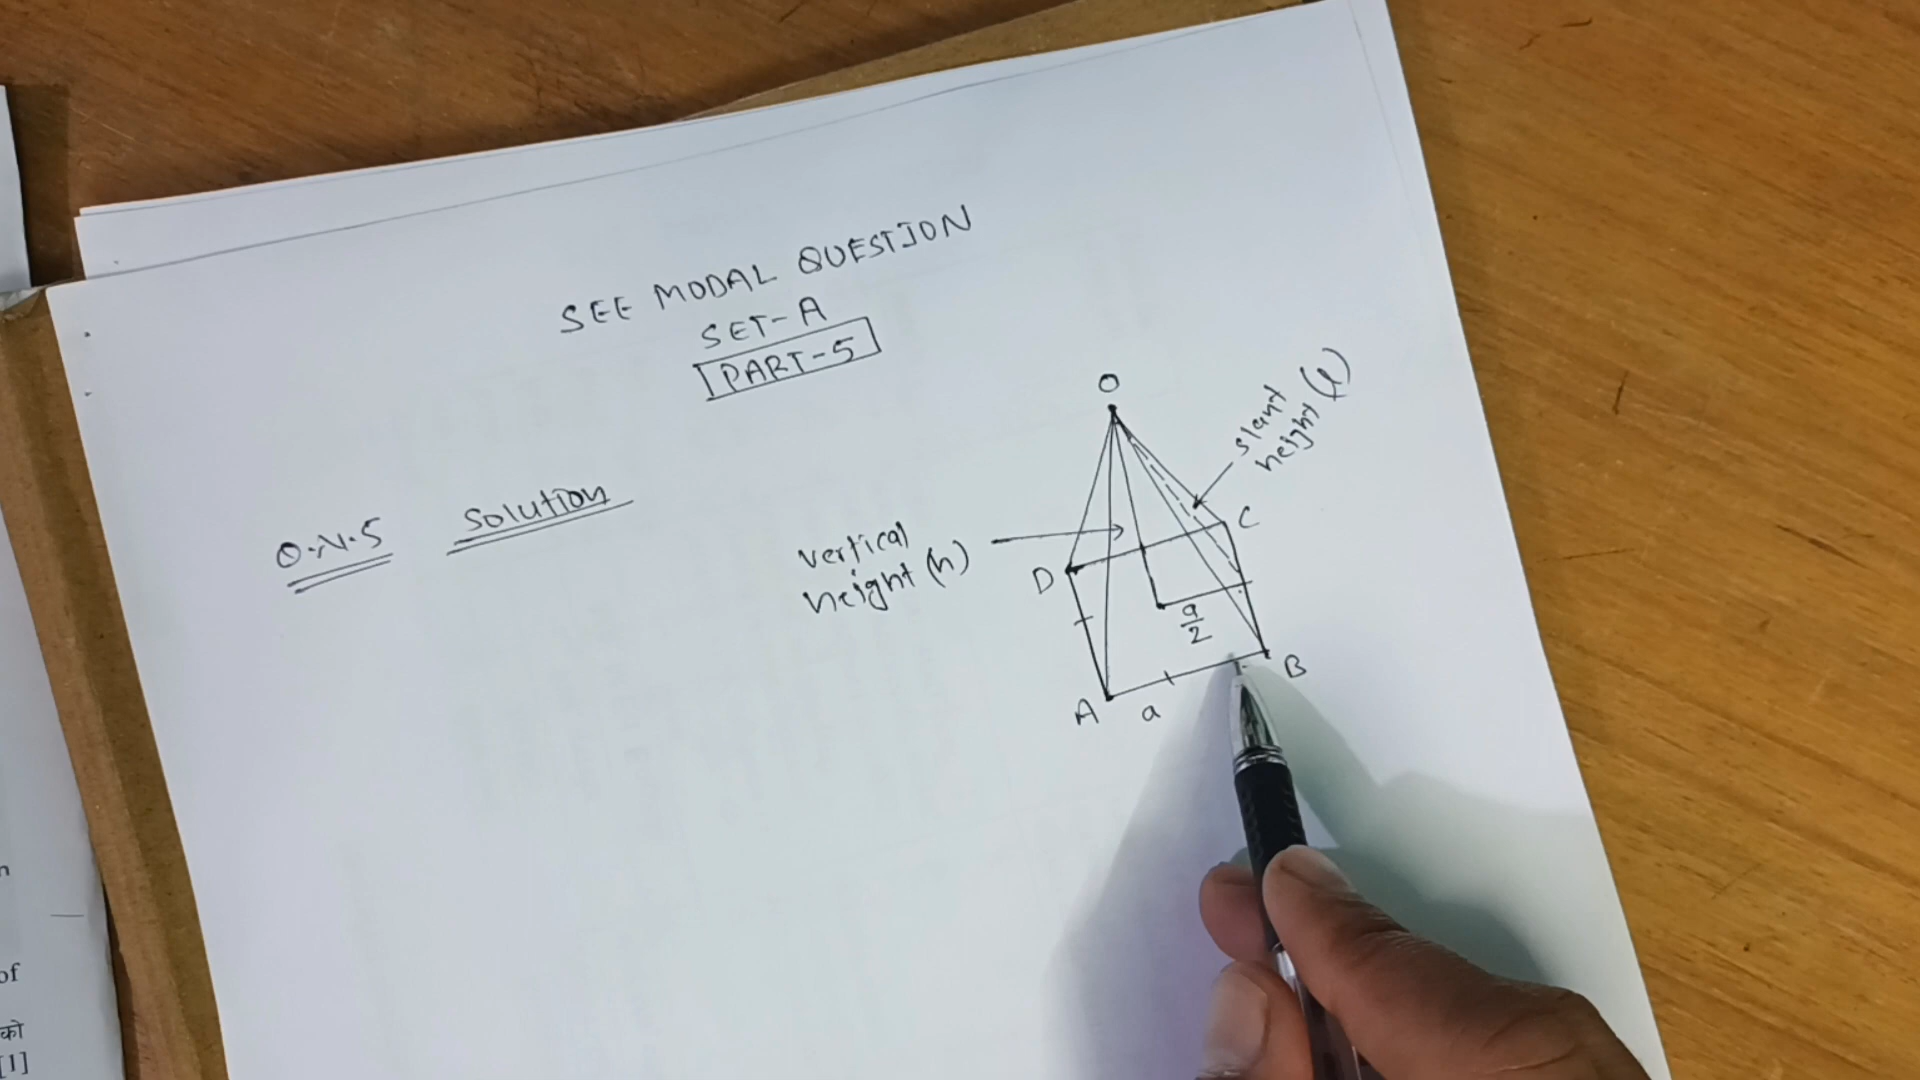 SEE MODAL QUESTION
SET-A
PART-5
Q.N.5 Solution
O
slant
height (l)
vertical
height (h)
C
D
a/2
B
A
a
of
को
[1]